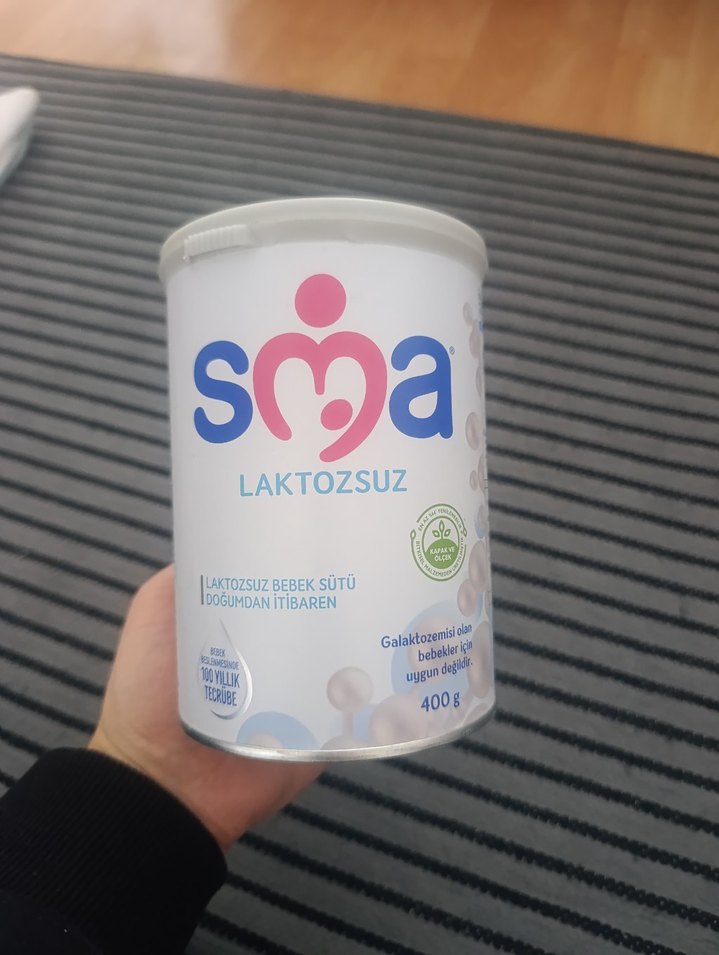 sma
LAKTOZSUZ
KAPAK VE
ÖLÇEK
LAKTOZSUZ BEBEK SÜTÜ
DOĞUMDAN İTİBAREN
BEBEK
BESLENMESİNDE
100 YILLIK
TECRÜBE
Galaktozemisi olan
bebekler için
uygun değildir.
400 g